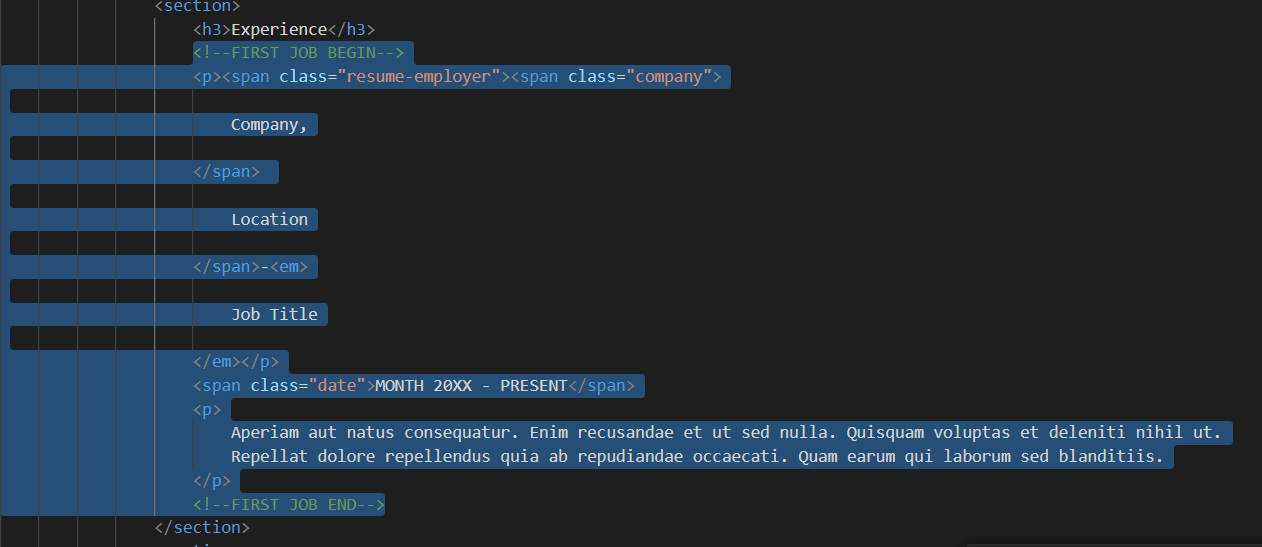 <section>
<h3>Experience</h3>
<!--FIRST JOB BEGIN-->
<p><span class="resume-employer"><span class="company">
Company,
</span>
Location
</span>-<em>
Job Title
</em></p>
<span class="date">MONTH 20XX - PRESENT</span>
<p>
Aperiam aut natus consequatur. Enim recusandae et ut sed nulla. Quisquam voluptas et deleniti nihil ut.
Repellat dolore repellendus quia ab repudiandae occaecati. Quam earum qui laborum sed blanditiis.
</p>
<!--FIRST JOB END-->
</section>